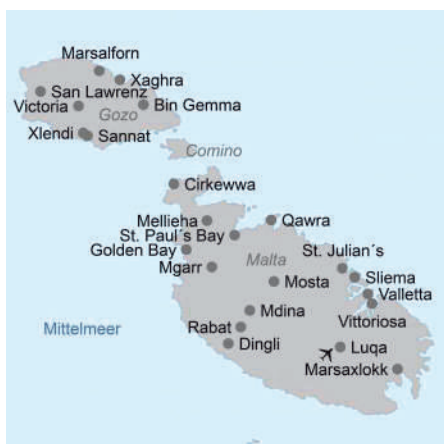 Marsalforn
Xaghra
San Lawrenz
Victoria
Bin Gemma
Gozo
Xlendi
Sannat
Comino
Cirkewwa
Mellieha
Qawra
St. Paul´s Bay
St. Julian´s
Golden Bay
Malta
Mgarr
Mosta
Sliema
Valletta
Mdina
Vittoriosa
Mittelmeer
Rabat
Dingli
Luqa
Marsaxlokk